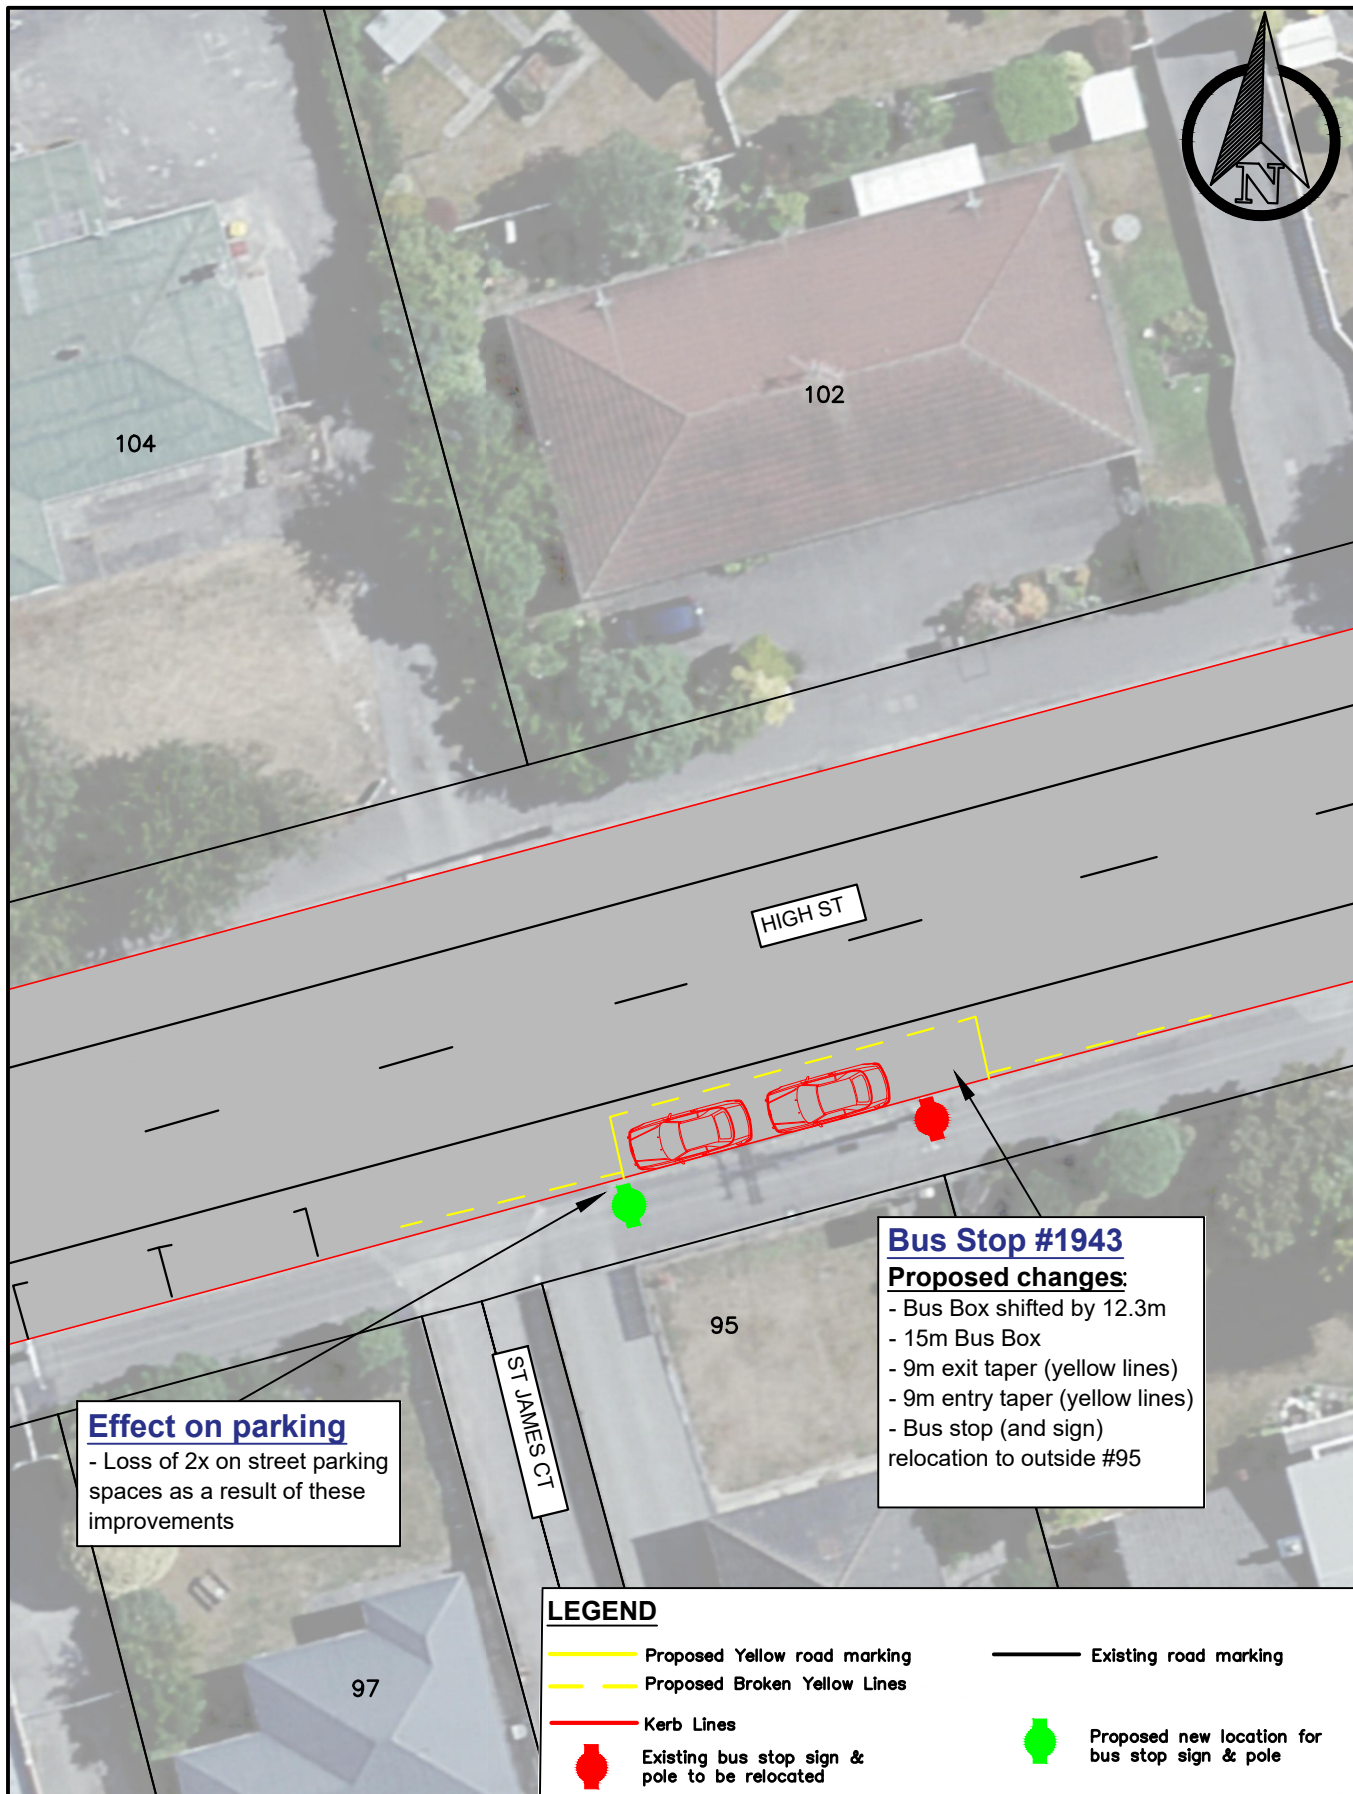 N
102
104
HIGH ST
Bus Stop #1943
Proposed changes:
- Bus Box shifted by 12.3m
- 15m Bus Box
- 9m exit taper (yellow lines)
- 9m entry taper (yellow lines)
- Bus stop (and sign)
relocation to outside #95
95
ST JAMES CT
Effect on parking
- Loss of 2x on street parking
spaces as a result of these
improvements
97
LEGEND
Proposed Yellow road marking
Proposed Broken Yellow Lines
Kerb Lines
Existing bus stop sign &
pole to be relocated
Existing road marking
Proposed new location for
bus stop sign & pole